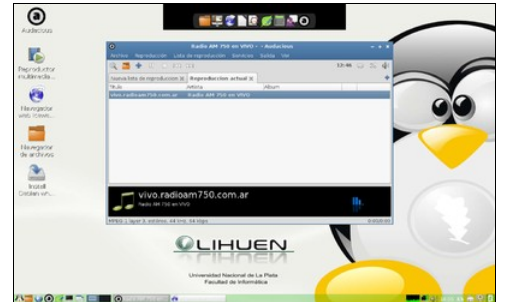 Audacious
Radio AM 750 en VIVO - - Audacious
Archivo Reproducción Lista de reproducción Servicios Salida Ver
Reproductor
multimedia...
Nueva lista de reproducción Reproduccion actual
Título Artista Álbum
vivo.radioam750.com.ar Radio AM 750 en VIVO
Navegador
Navegador
de archivos
Install
vivo.radioam750.com.ar
Radio AM 750 en VIVO
LIHUEN
Universidad Nacional de La Plata
Facultad de Informática